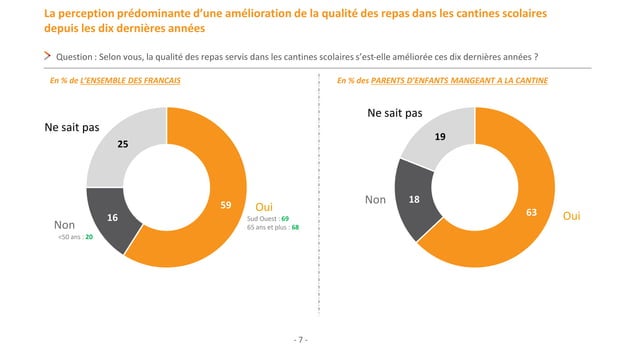 La perception prédominante d'une amélioration de la qualité des repas dans les cantines scolaires
depuis les dix dernières années
Question : Selon vous, la qualité des repas servis dans les cantines scolaires s'est-elle améliorée ces dix dernières années ?
En % de L'ENSEMBLE DES FRANCAIS
Ne sait pas
25
59
Oui
Sud Ouest : 69
65 ans et plus : 68
16
Non
<50 ans : 20
En % des PARENTS D'ENFANTS MANGEANT A LA CANTINE
Ne sait pas
19
Non
18
63
Oui
- 7 -